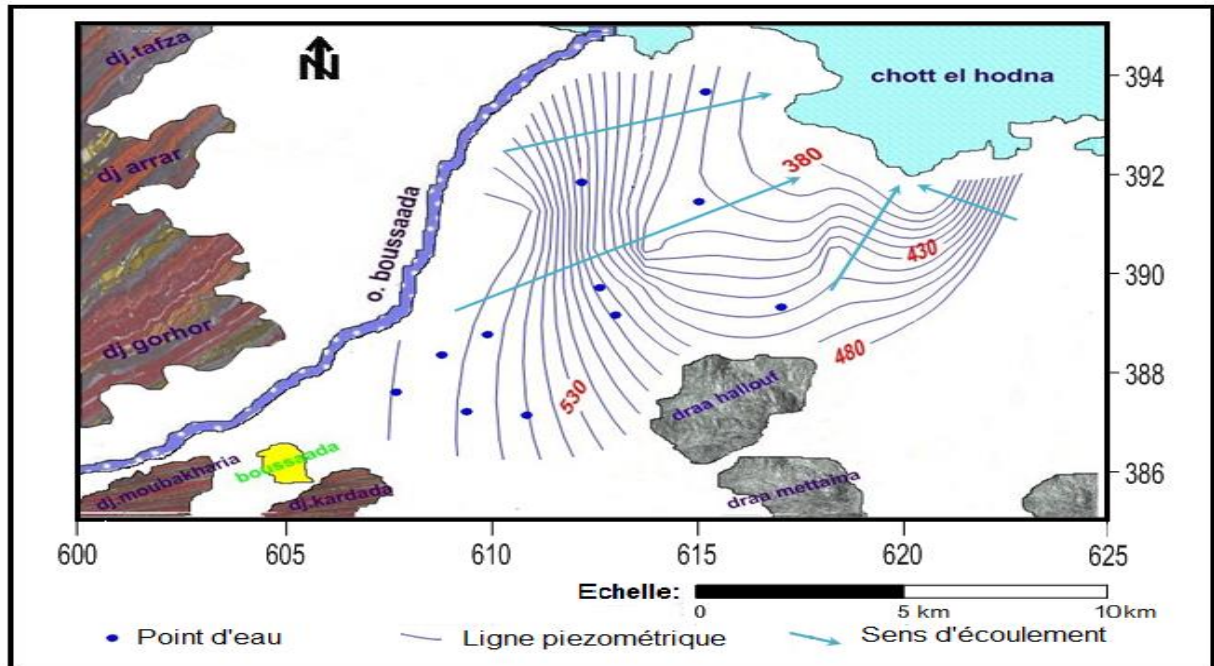 dj.tafza
N
chott el hodna
394
dj arrar
380
392
o. boussaada
430
390
dj gorhor
480
388
530
draa hallouf
boussaada
dj.moubakharia
386
dj.kardada
draa mettaina
600
605
610
615
620
625
Echelle:
0
5 km
10km
Point d'eau
Ligne piezométrique
Sens d'écoulement